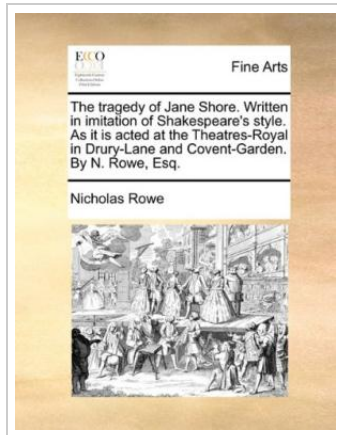 ECCO
Fine Arts
The tragedy of Jane Shore. Written
in imitation of Shakespeare's style.
As it is acted at the Theatres-Royal
in Drury-Lane and Covent-Garden.
By N. Rowe, Esq.
Nicholas Rowe